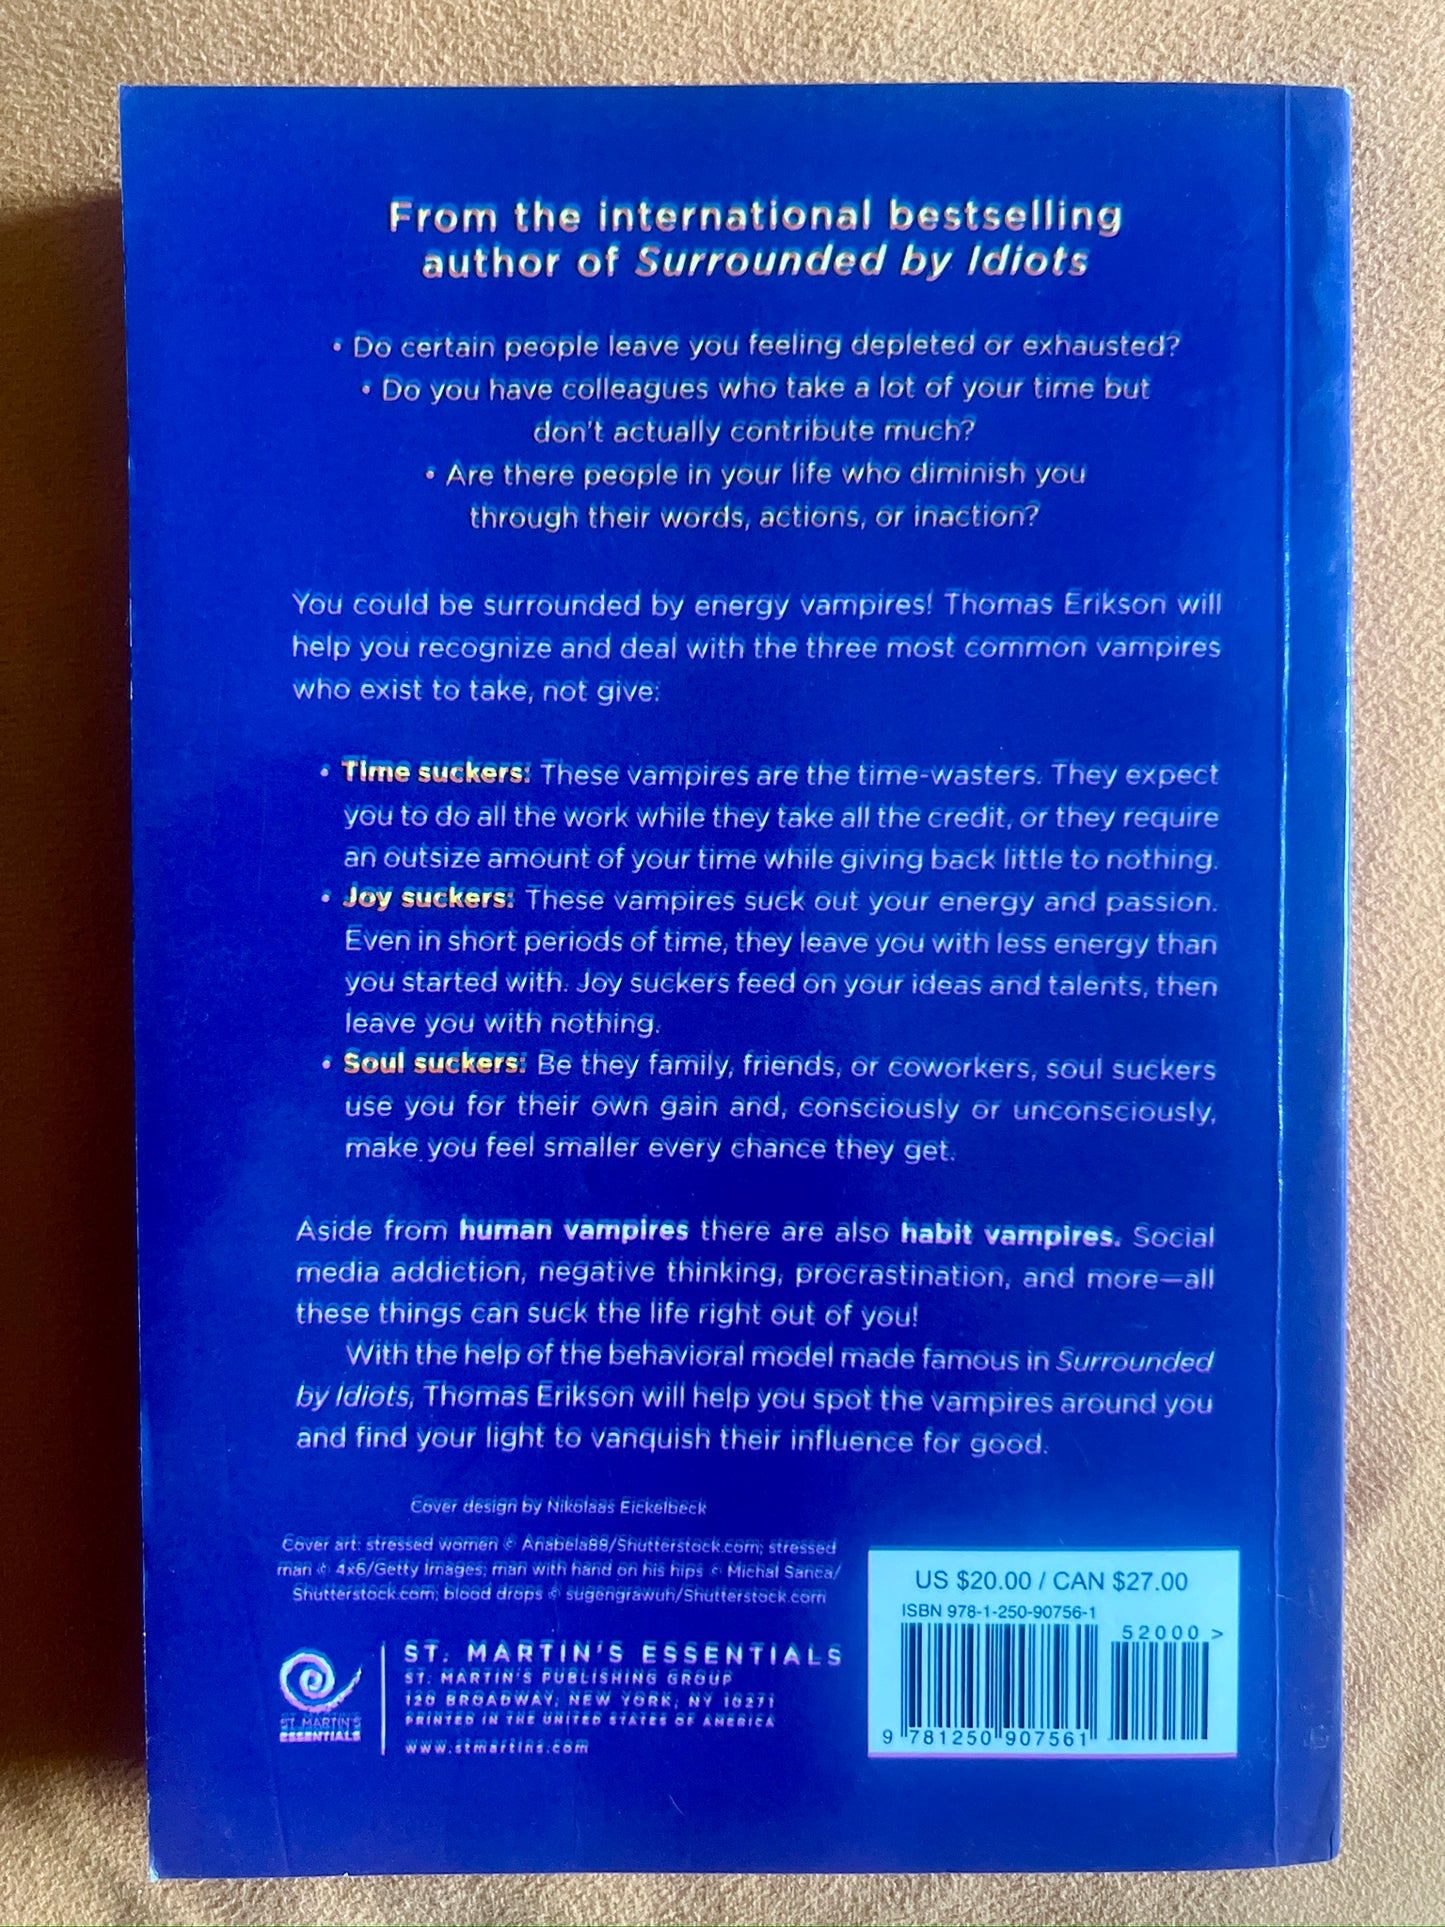 From the international bestselling
author of Surrounded by Idiots
• Do certain people leave you feeling depleted or exhausted?
• Do you have colleagues who take a lot of your time but
don't actually contribute much?
• Are there people in your life who diminish you
through their words, actions, or inaction?
You could be surrounded by energy vampires! Thomas Erikson will
help you recognize and deal with the three most common vampires
who exist to take, not give:
• Time suckers: These vampires are the time-wasters. They expect
you to do all the work while they take all the credit, or they require
an outsize amount of your time while giving back little to nothing.
• Joy suckers: These vampires suck out your energy and passion.
Even in short periods of time, they leave you with less energy than
you started with. Joy suckers feed on your ideas and talents, then
leave you with nothing.
• Soul suckers: Be they family, friends, or coworkers, soul suckers
use you for their own gain and, consciously or unconsciously,
make you feel smaller every chance they get.
Aside from human vampires there are also habit vampires. Social
media addiction, negative thinking, procrastination, and more—all
these things can suck the life right out of you!
With the help of the behavioral model made famous in Surrounded
by Idiots, Thomas Erikson will help you spot the vampires around you
and find your light to vanquish their influence for good.
Cover design by Nikolaas Eickelbeck
Cover art: stressed women © Anabela88/Shutterstock.com; stressed
man © 4x6/Getty Images; man with hand on his hips © Michal Sanca/
Shutterstock.com; blood drops © sugengrawuh/Shutterstock.com
ST. MARTIN'S
ESSENTIALS
ST. MARTIN'S ESSENTIALS
ST. MARTIN'S PUBLISHING GROUP
120 BROADWAY, NEW YORK, NY 10271
PRINTED IN THE UNITED STATES OF AMERICA
www.stmartins.com
US $20.00 / CAN $27.00
ISBN 978-1-250-90756-1
52000 >
9 781250 907561